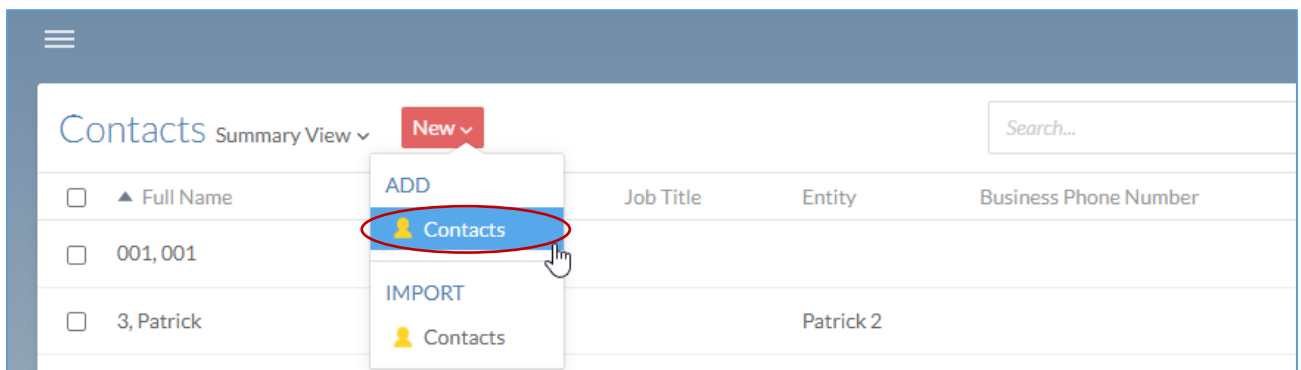 Contacts Summary View New Search...
ADD
Full Name Job Title Entity Business Phone Number
Contacts
001, 001
IMPORT
3, Patrick Patrick 2
Contacts